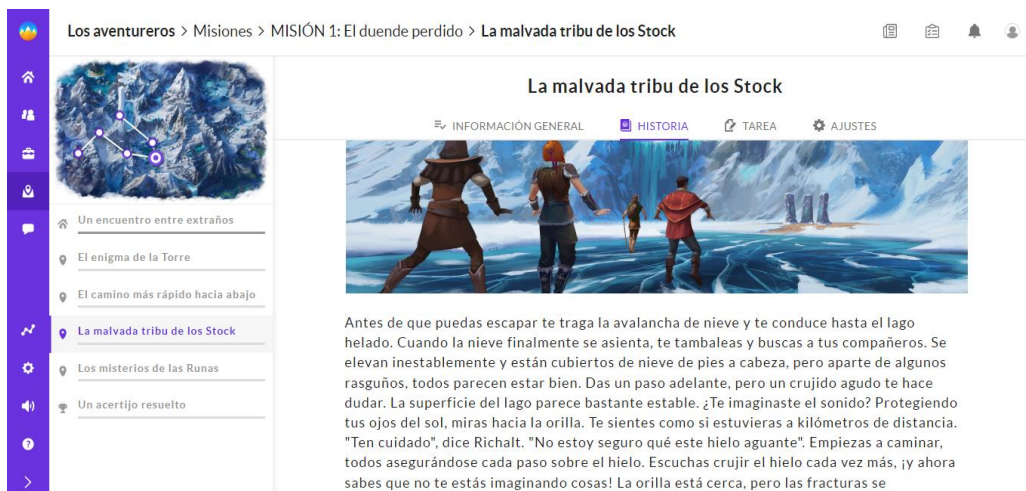 Los aventureros > Misiones > MISIÓN 1: El duende perdido > La malvada tribu de los Stock
La malvada tribu de los Stock
INFORMACIÓN GENERAL
HISTORIA
TAREA
AJUSTES
Un encuentro entre extraños
El enigma de la Torre
El camino más rápido hacia abajo
La malvada tribu de los Stock
Los misterios de las Runas
Un acertijo resuelto
Antes de que puedas escapar te traga la avalancha de nieve y te conduce hasta el lago
helado. Cuando la nieve finalmente se asienta, te tambaleas y buscas a tus compañeros. Se
elevan inestablemente y están cubiertos de nieve de pies a cabeza, pero aparte de algunos
rasguños, todos parecen estar bien. Das un paso adelante, pero un crujido agudo te hace
dudar. La superficie del lago parece bastante estable. ¿Te imaginaste el sonido? Protegiendo
tus ojos del sol, miras hacia la orilla. Te sientes como si estuvieras a kilómetros de distancia.
"Ten cuidado", dice Richalt. "No estoy seguro qué este hielo aguante". Empiezas a caminar,
todos asegurándose cada paso sobre el hielo. Escuchas crujir el hielo cada vez más, ¡y ahora
sabes que no te estás imaginando cosas! La orilla está cerca, pero las fracturas se